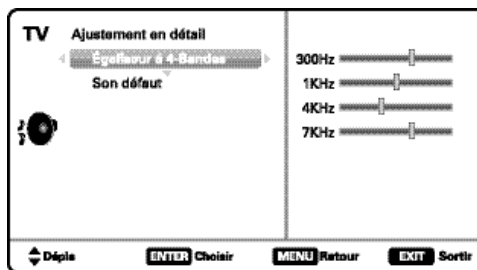 TV Ajustement en détail
Égaliseur à 4-Bandes
Son défaut
300Hz
1KHz
4KHz
7KHz
Dépla ENTER Choisir MENU Retour EXIT Sortir